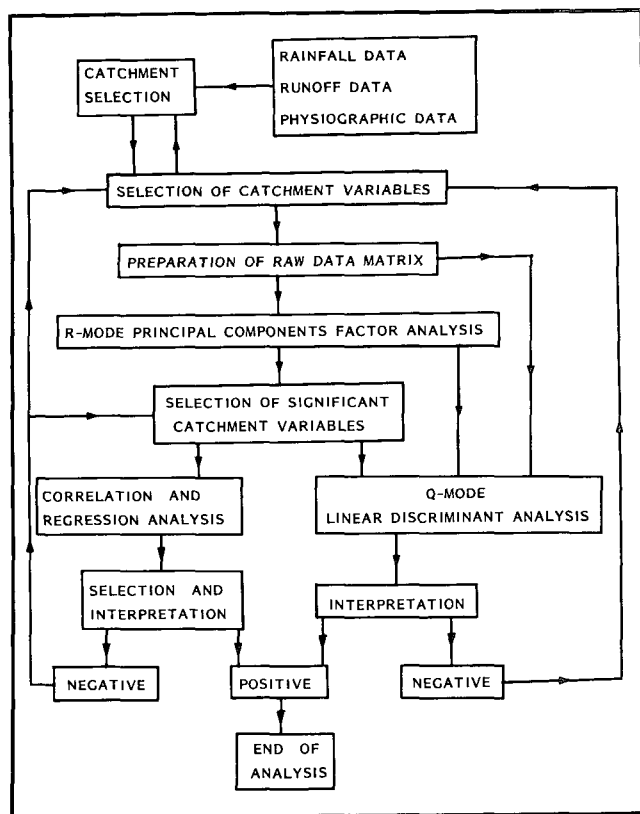 RAINFALL DATA
CATCHMENT
SELECTION
RUNOFF DATA
PHYSIOGRAPHIC DATA
SELECTION OF CATCHMENT VARIABLES
PREPARATION OF RAW DATA MATRIX
R-MODE PRINCIPAL COMPONENTS FACTOR ANALYSIS
SELECTION OF SIGNIFICANT
CATCHMENT VARIABLES
CORRELATION AND
REGRESSION ANALYSIS
Q-MODE
LINEAR DISCRIMINANT ANALYSIS
SELECTION AND
INTERPRETATION
INTERPRETATION
NEGATIVE
POSITIVE
NEGATIVE
END OF
ANALYSIS